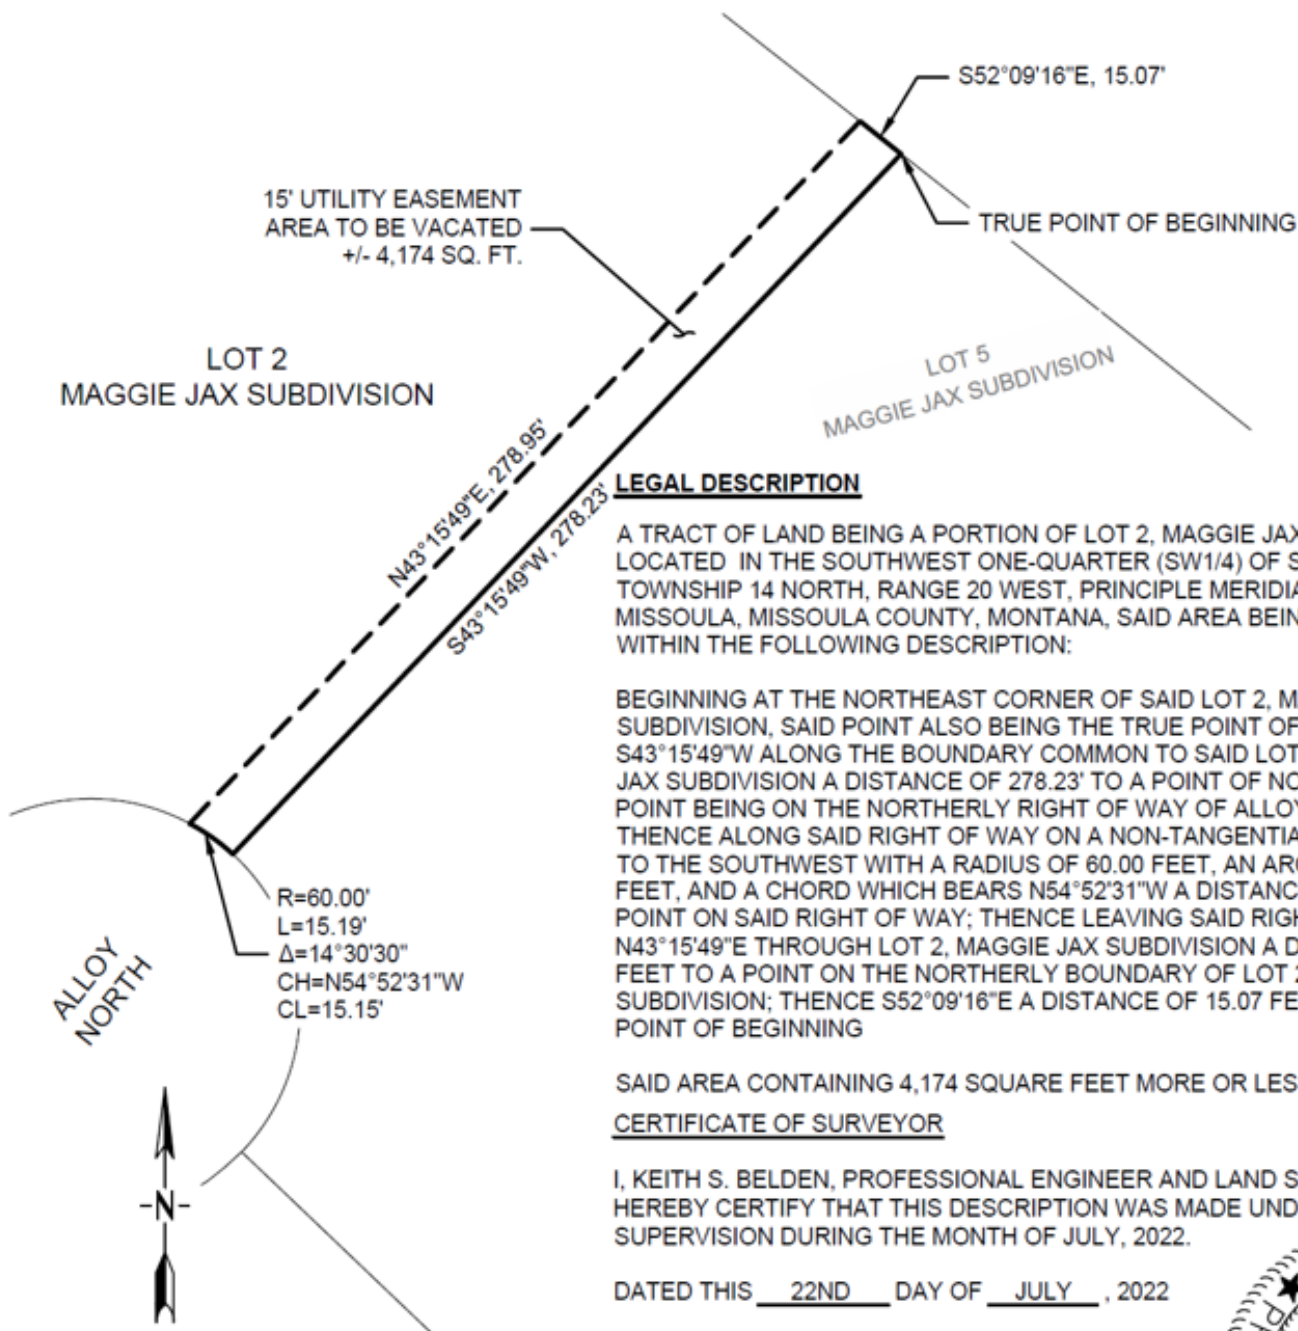 S52°09'16"E, 15.07'
15' UTILITY EASEMENT
AREA TO BE VACATED
+/- 4,174 SQ. FT.
TRUE POINT OF BEGINNING
LOT 2
MAGGIE JAX SUBDIVISION
LOT 5
MAGGIE JAX SUBDIVISION
N43°15'49"E, 278.95'
S43°15'49"W, 278.23'
LEGAL DESCRIPTION
A TRACT OF LAND BEING A PORTION OF LOT 2, MAGGIE JAX
LOCATED IN THE SOUTHWEST ONE-QUARTER (SW1/4) OF S
TOWNSHIP 14 NORTH, RANGE 20 WEST, PRINCIPLE MERIDIA
MISSOULA, MISSOULA COUNTY, MONTANA, SAID AREA BEIN
WITHIN THE FOLLOWING DESCRIPTION:
BEGINNING AT THE NORTHEAST CORNER OF SAID LOT 2, M
SUBDIVISION, SAID POINT ALSO BEING THE TRUE POINT OF
S43°15'49"W ALONG THE BOUNDARY COMMON TO SAID LOT
JAX SUBDIVISION A DISTANCE OF 278.23' TO A POINT OF NO
POINT BEING ON THE NORTHERLY RIGHT OF WAY OF ALLOY
THENCE ALONG SAID RIGHT OF WAY ON A NON-TANGENTIA
TO THE SOUTHWEST WITH A RADIUS OF 60.00 FEET, AN ARC
FEET, AND A CHORD WHICH BEARS N54°52'31"W A DISTANC
POINT ON SAID RIGHT OF WAY; THENCE LEAVING SAID RIGH
N43°15'49"E THROUGH LOT 2, MAGGIE JAX SUBDIVISION A D
FEET TO A POINT ON THE NORTHERLY BOUNDARY OF LOT 2
SUBDIVISION; THENCE S52°09'16"E A DISTANCE OF 15.07 FE
POINT OF BEGINNING
SAID AREA CONTAINING 4,174 SQUARE FEET MORE OR LES
R=60.00'
L=15.19'
Δ=14°30'30"
CH=N54°52'31"W
CL=15.15'
ALLOY
NORTH
N
CERTIFICATE OF SURVEYOR
I, KEITH S. BELDEN, PROFESSIONAL ENGINEER AND LAND S
HEREBY CERTIFY THAT THIS DESCRIPTION WAS MADE UND
SUPERVISION DURING THE MONTH OF JULY, 2022.
DATED THIS 22ND DAY OF JULY , 2022